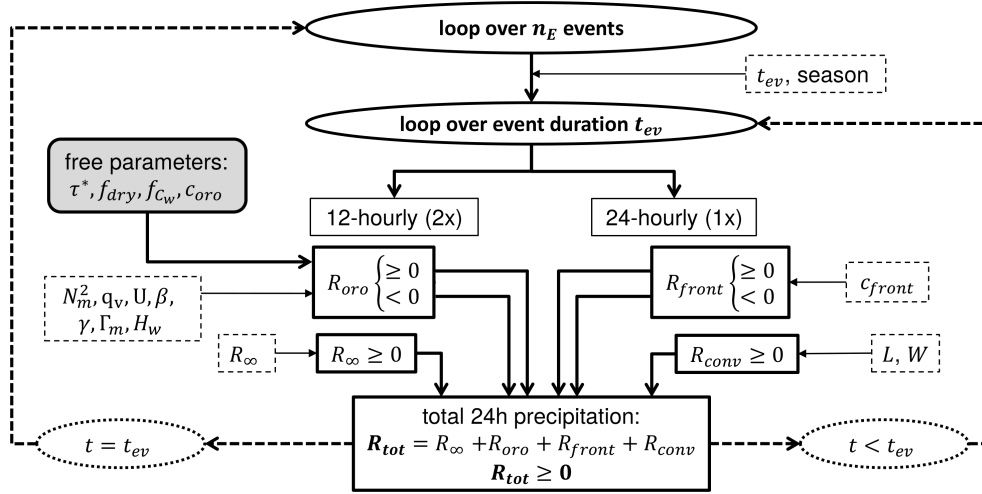 loop over n_E events
t_ev, season
loop over event duration t_ev
free parameters:
τ*, f_dry, f_C_w, c_oro
12-hourly (2x)
24-hourly (1x)
R_oro { ≥ 0
< 0
R_front { ≥ 0
< 0
N_m^2, q_v, U, β,
γ, Γ_m, H_w
c_front
R_∞
R_∞ ≥ 0
R_conv ≥ 0
L, W
total 24h precipitation:
R_tot = R_∞ +R_oro + R_front + R_conv
R_tot ≥ 0
t = t_ev
t < t_ev